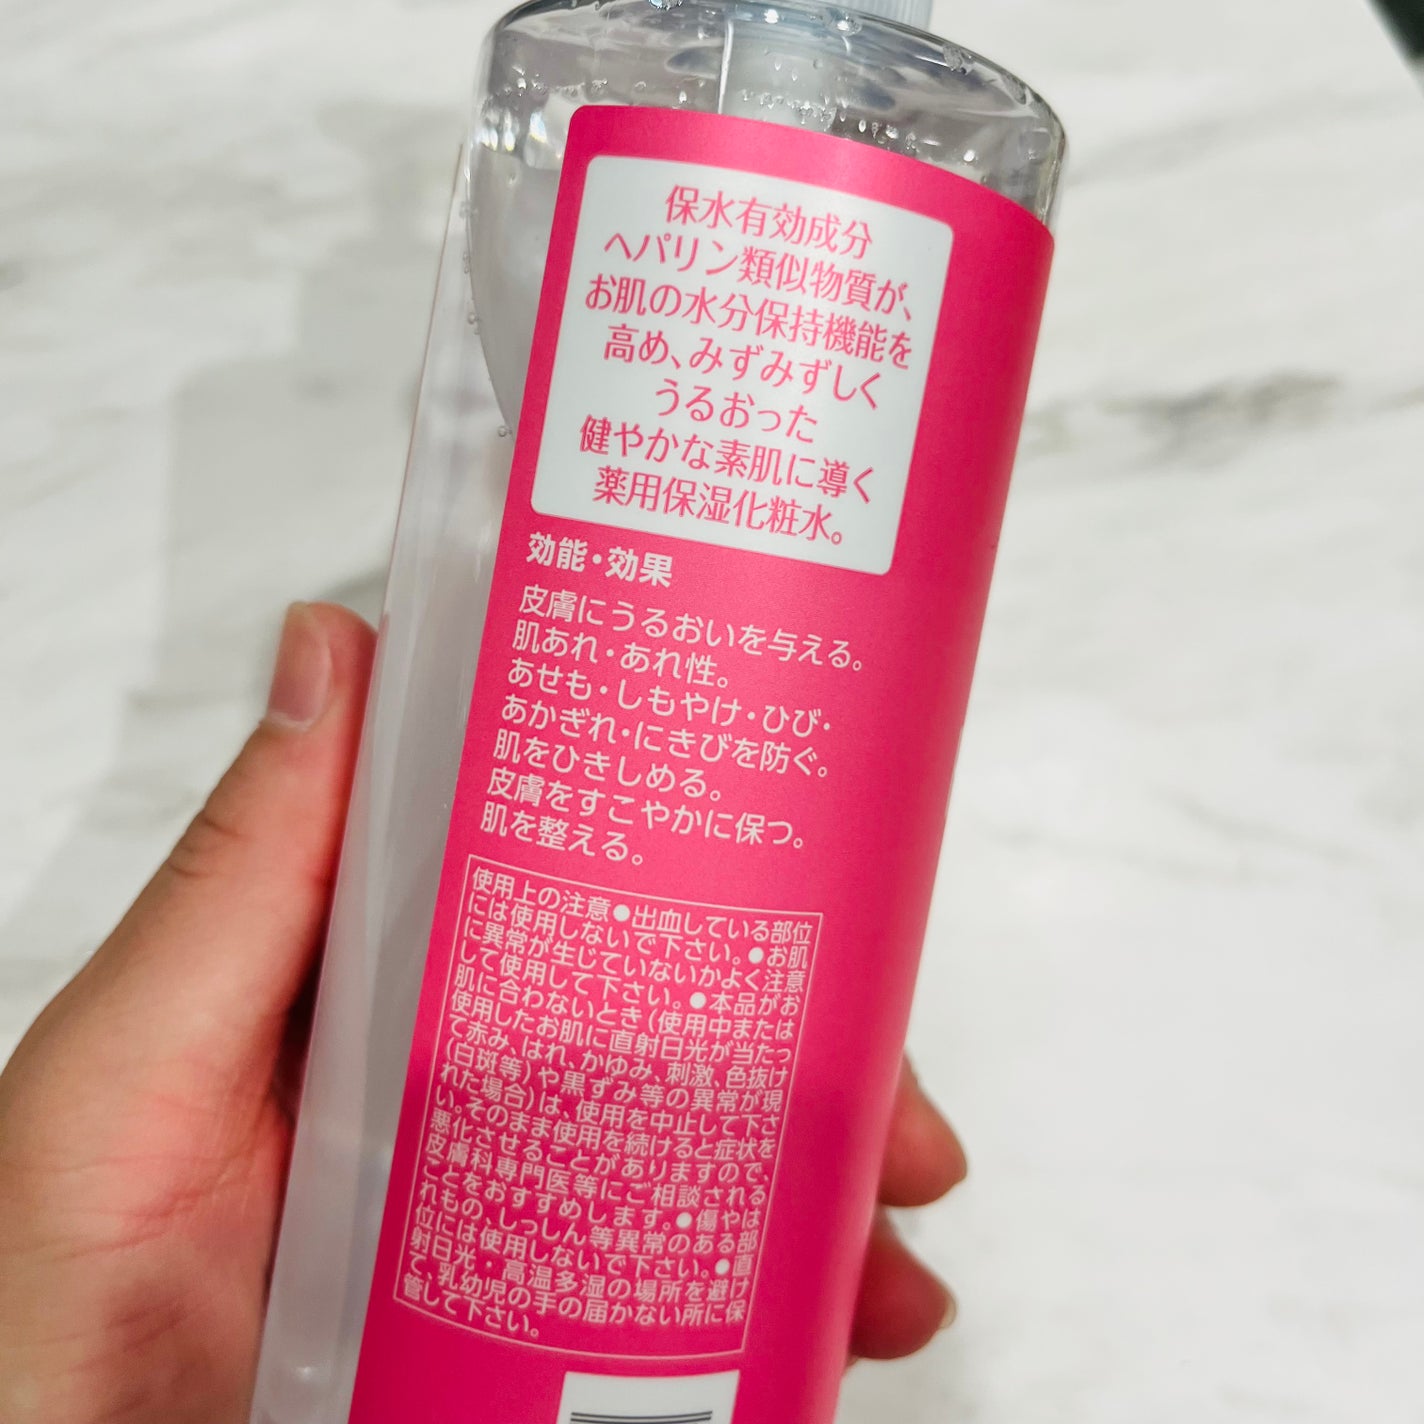 保水有効成分
ヘパリン類似物質が、
お肌の水分保持機能を
高め、みずみずしく
うるおった
健やかな素肌に導く
薬用保湿化粧水。
効能・効果
皮膚にうるおいを与える。
肌あれ・あれ性。
あせも・しもやけ・ひび・
あかぎれ・にきびを防ぐ。
肌をひきしめる。
皮膚をすこやかに保つ。
肌を整える。
使用上の注意●出血している部位
には使用しないで下さい。●お肌
に異常が生じていないかよく注意
して使用して下さい。●本品がお
肌に合わないとき(使用中または
使用したお肌に直射日光が当たっ
て赤み、はれ、かゆみ、刺激、色抜け
(白斑等)や黒ずみ等の異常が現
れた場合)は、使用を中止して下さ
い。そのまま使用を続けると症状を
悪化させることがありますので、
皮膚科専門医等にご相談される
ことをおすすめします。●傷やは
れもの、しっしん等異常のある部
位には使用しないで下さい。●直
射日光・高温多湿の場所を避け
て、乳幼児の手の届かない所に保
管して下さい。